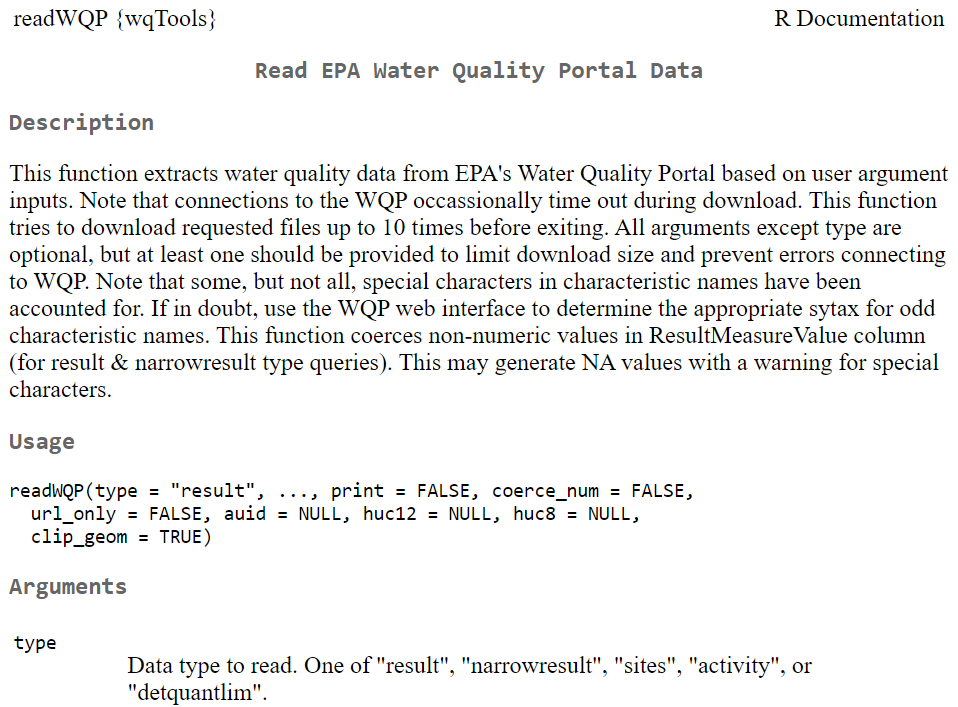 readWQP {wqTools} R Documentation
Read EPA Water Quality Portal Data
Description
This function extracts water quality data from EPA's Water Quality Portal based on user argument
inputs. Note that connections to the WQP occassionally time out during download. This function
tries to download requested files up to 10 times before exiting. All arguments except type are
optional, but at least one should be provided to limit download size and prevent errors connecting
to WQP. Note that some, but not all, special characters in characteristic names have been
accounted for. If in doubt, use the WQP web interface to determine the appropriate sytax for odd
characteristic names. This function coerces non-numeric values in ResultMeasureValue column
(for result & narrowresult type queries). This may generate NA values with a warning for special
characters.
Usage
readWQP(type = "result", ..., print = FALSE, coerce_num = FALSE,
  url_only = FALSE, auid = NULL, huc12 = NULL, huc8 = NULL,
  clip_geom = TRUE)
Arguments
type
Data type to read. One of "result", "narrowresult", "sites", "activity", or
"detquantlim".